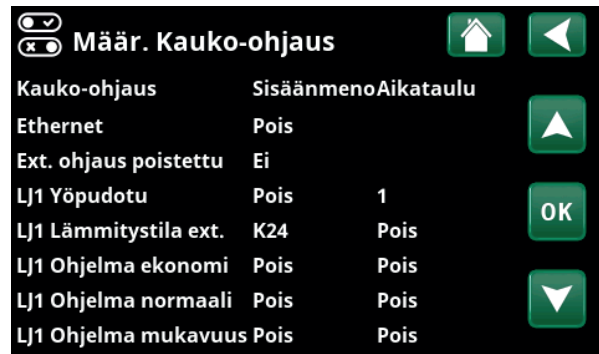 Määr. Kauko-ohjaus
Kauko-ohjaus SisäänmenoAikataulu
Ethernet Pois
Ext. ohjaus poistettu Ei
LJ1 Yöpudotu Pois 1
LJ1 Lämmitystila ext. K24 Pois
LJ1 Ohjelma ekonomi Pois Pois
LJ1 Ohjelma normaali Pois Pois
LJ1 Ohjelma mukavuus Pois Pois
OK